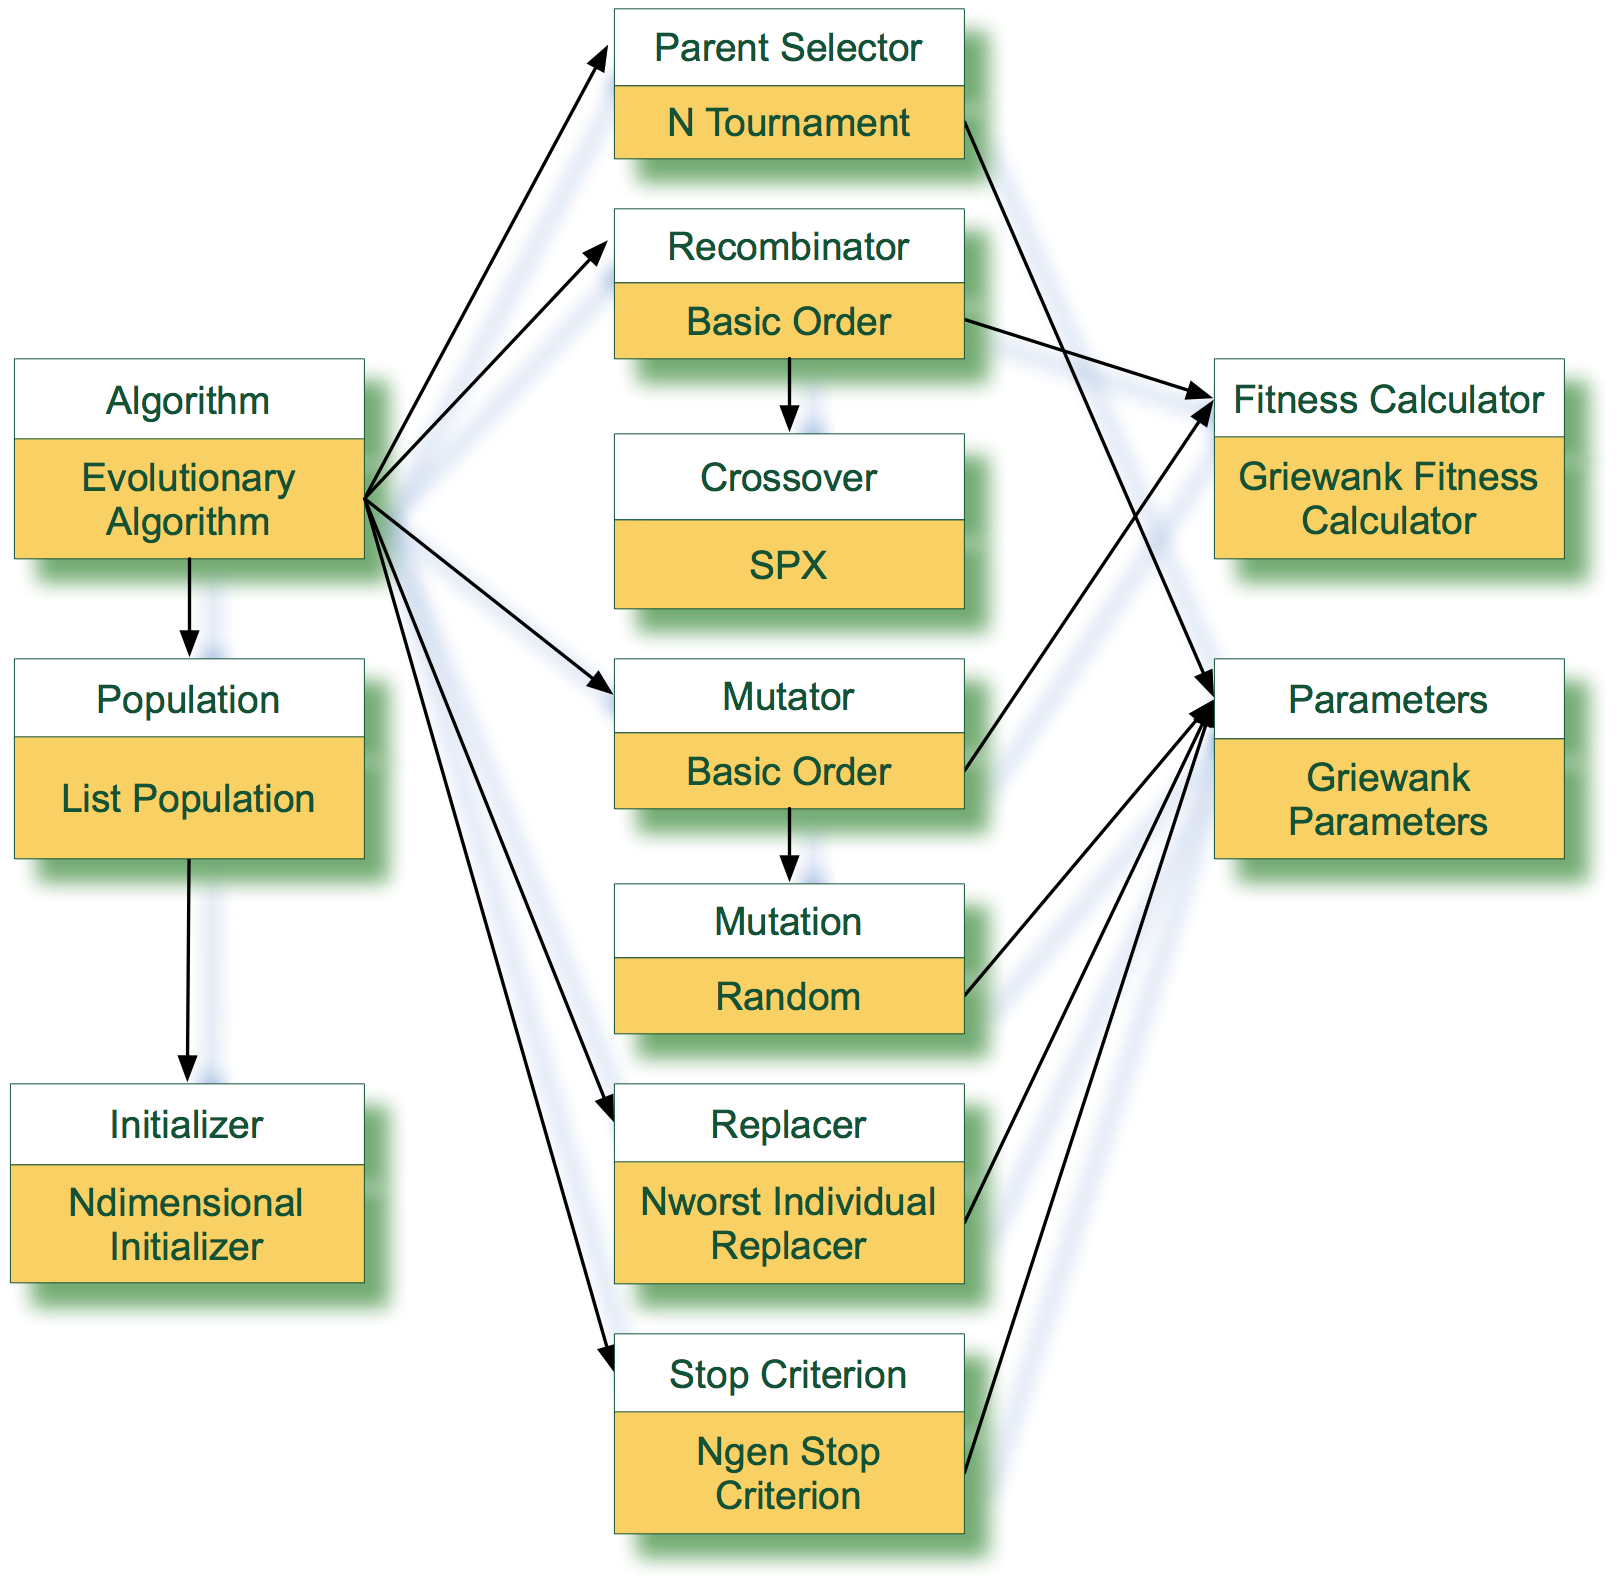 Parent Selector
N Tournament
Recombinator
Basic Order
Algorithm
Evolutionary
Algorithm
Fitness Calculator
Griewank Fitness
Calculator
Crossover
SPX
Population
List Population
Mutator
Basic Order
Parameters
Griewank
Parameters
Mutation
Random
Initializer
Ndimensional
Initializer
Replacer
Nworst Individual
Replacer
Stop Criterion
Ngen Stop
Criterion